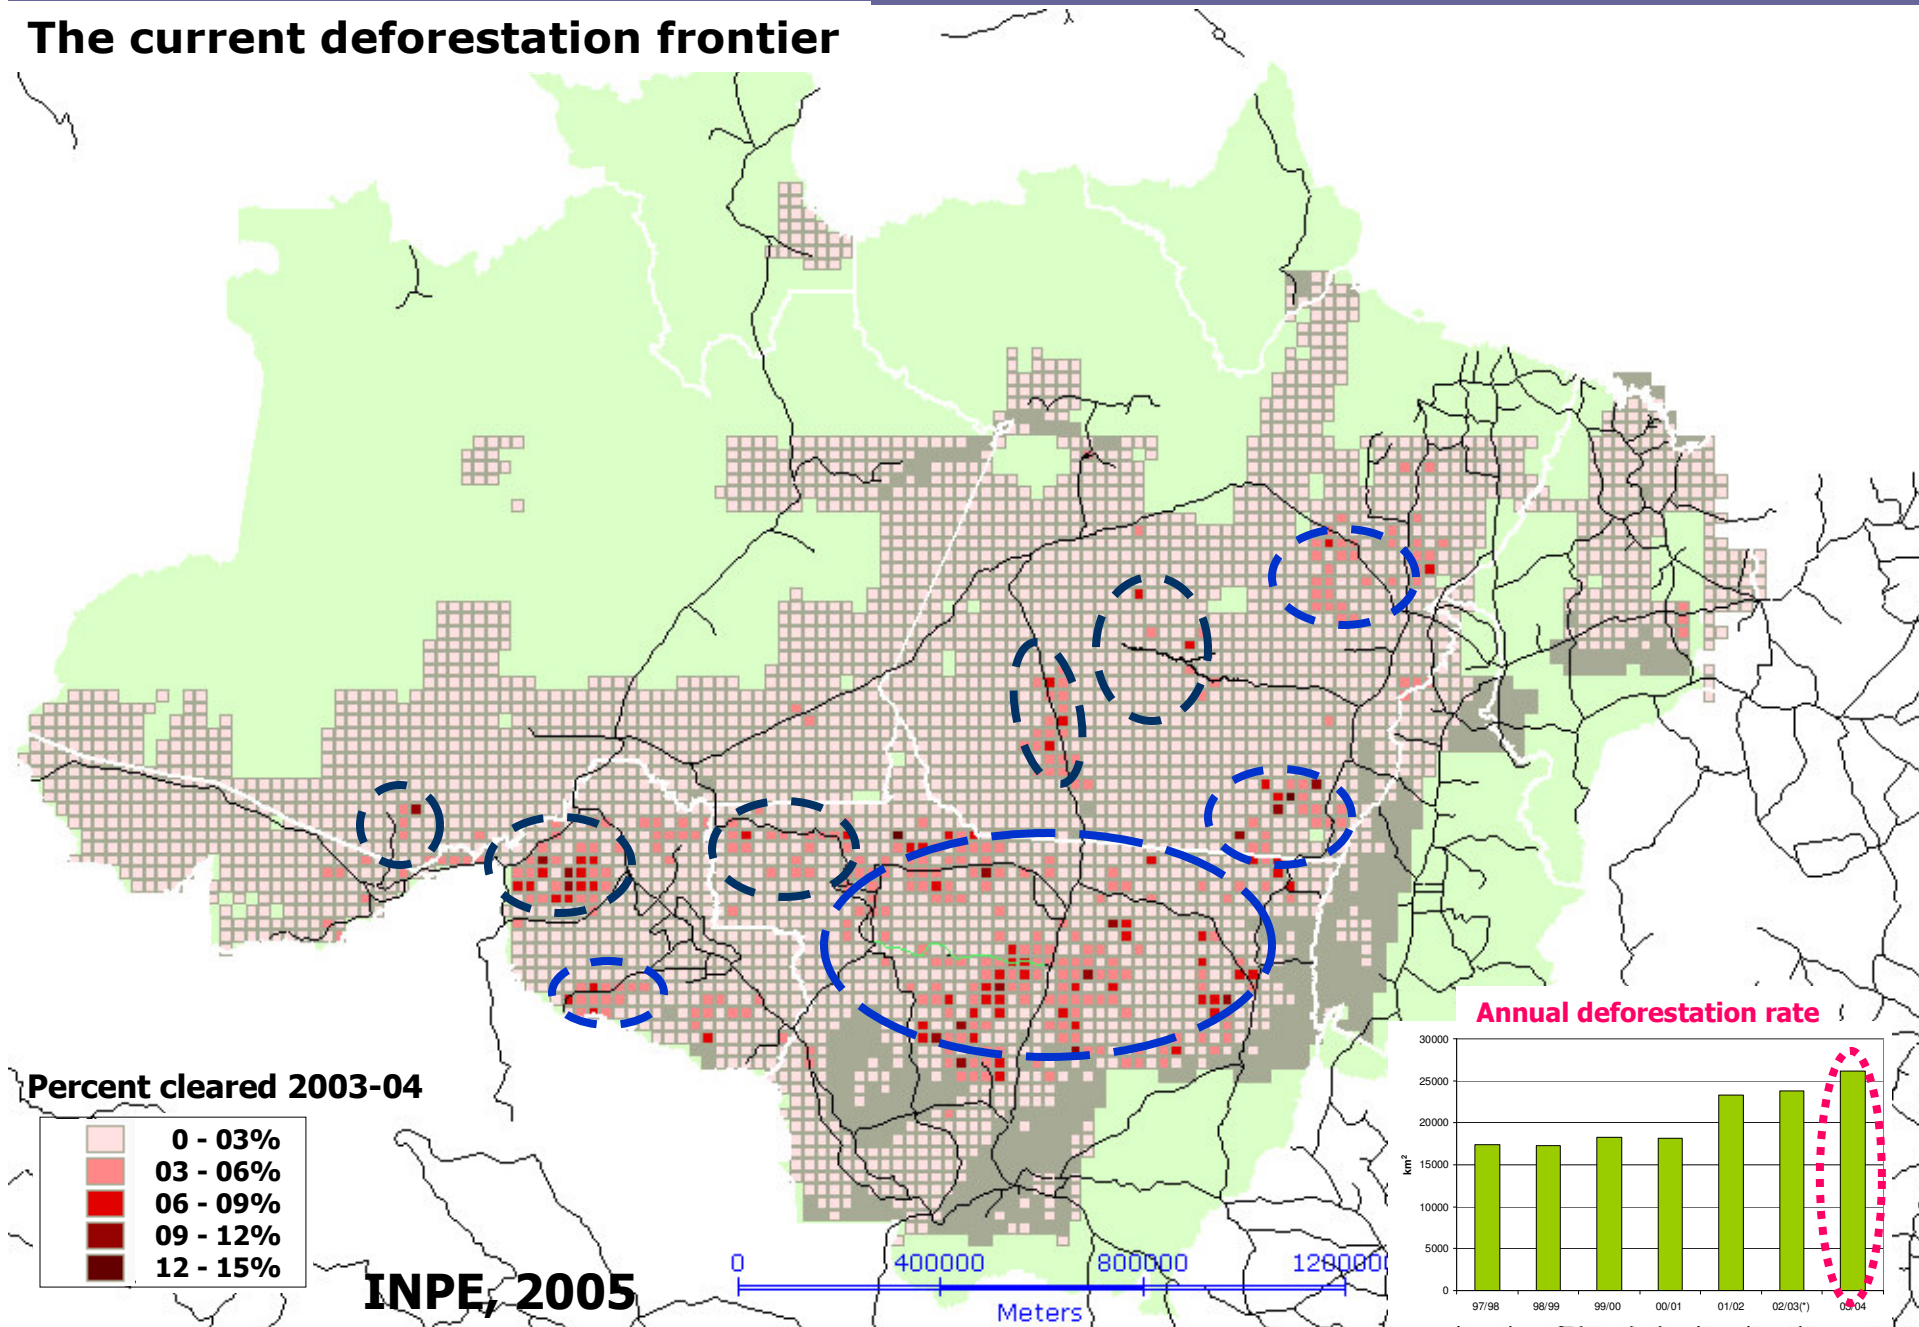 The current deforestation frontier
Percent cleared 2003-04
0 - 03%
03 - 06%
06 - 09%
09 - 12%
12 - 15%
INPE, 2005
0 400000 800000
Meters
Annual deforestation rate
km²
30000
25000
20000
15000
10000
5000
0
97/98 98/99 99/00 00/01 01/02 02/03(*) 03/04